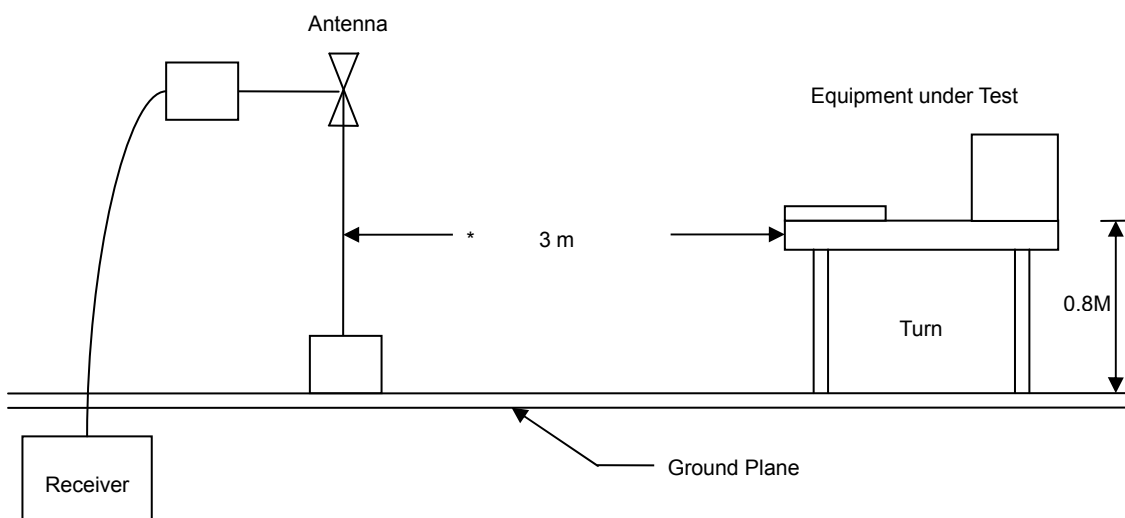 Antenna
Equipment under Test
* 3 m
0.8M
Turn
Ground Plane
Receiver